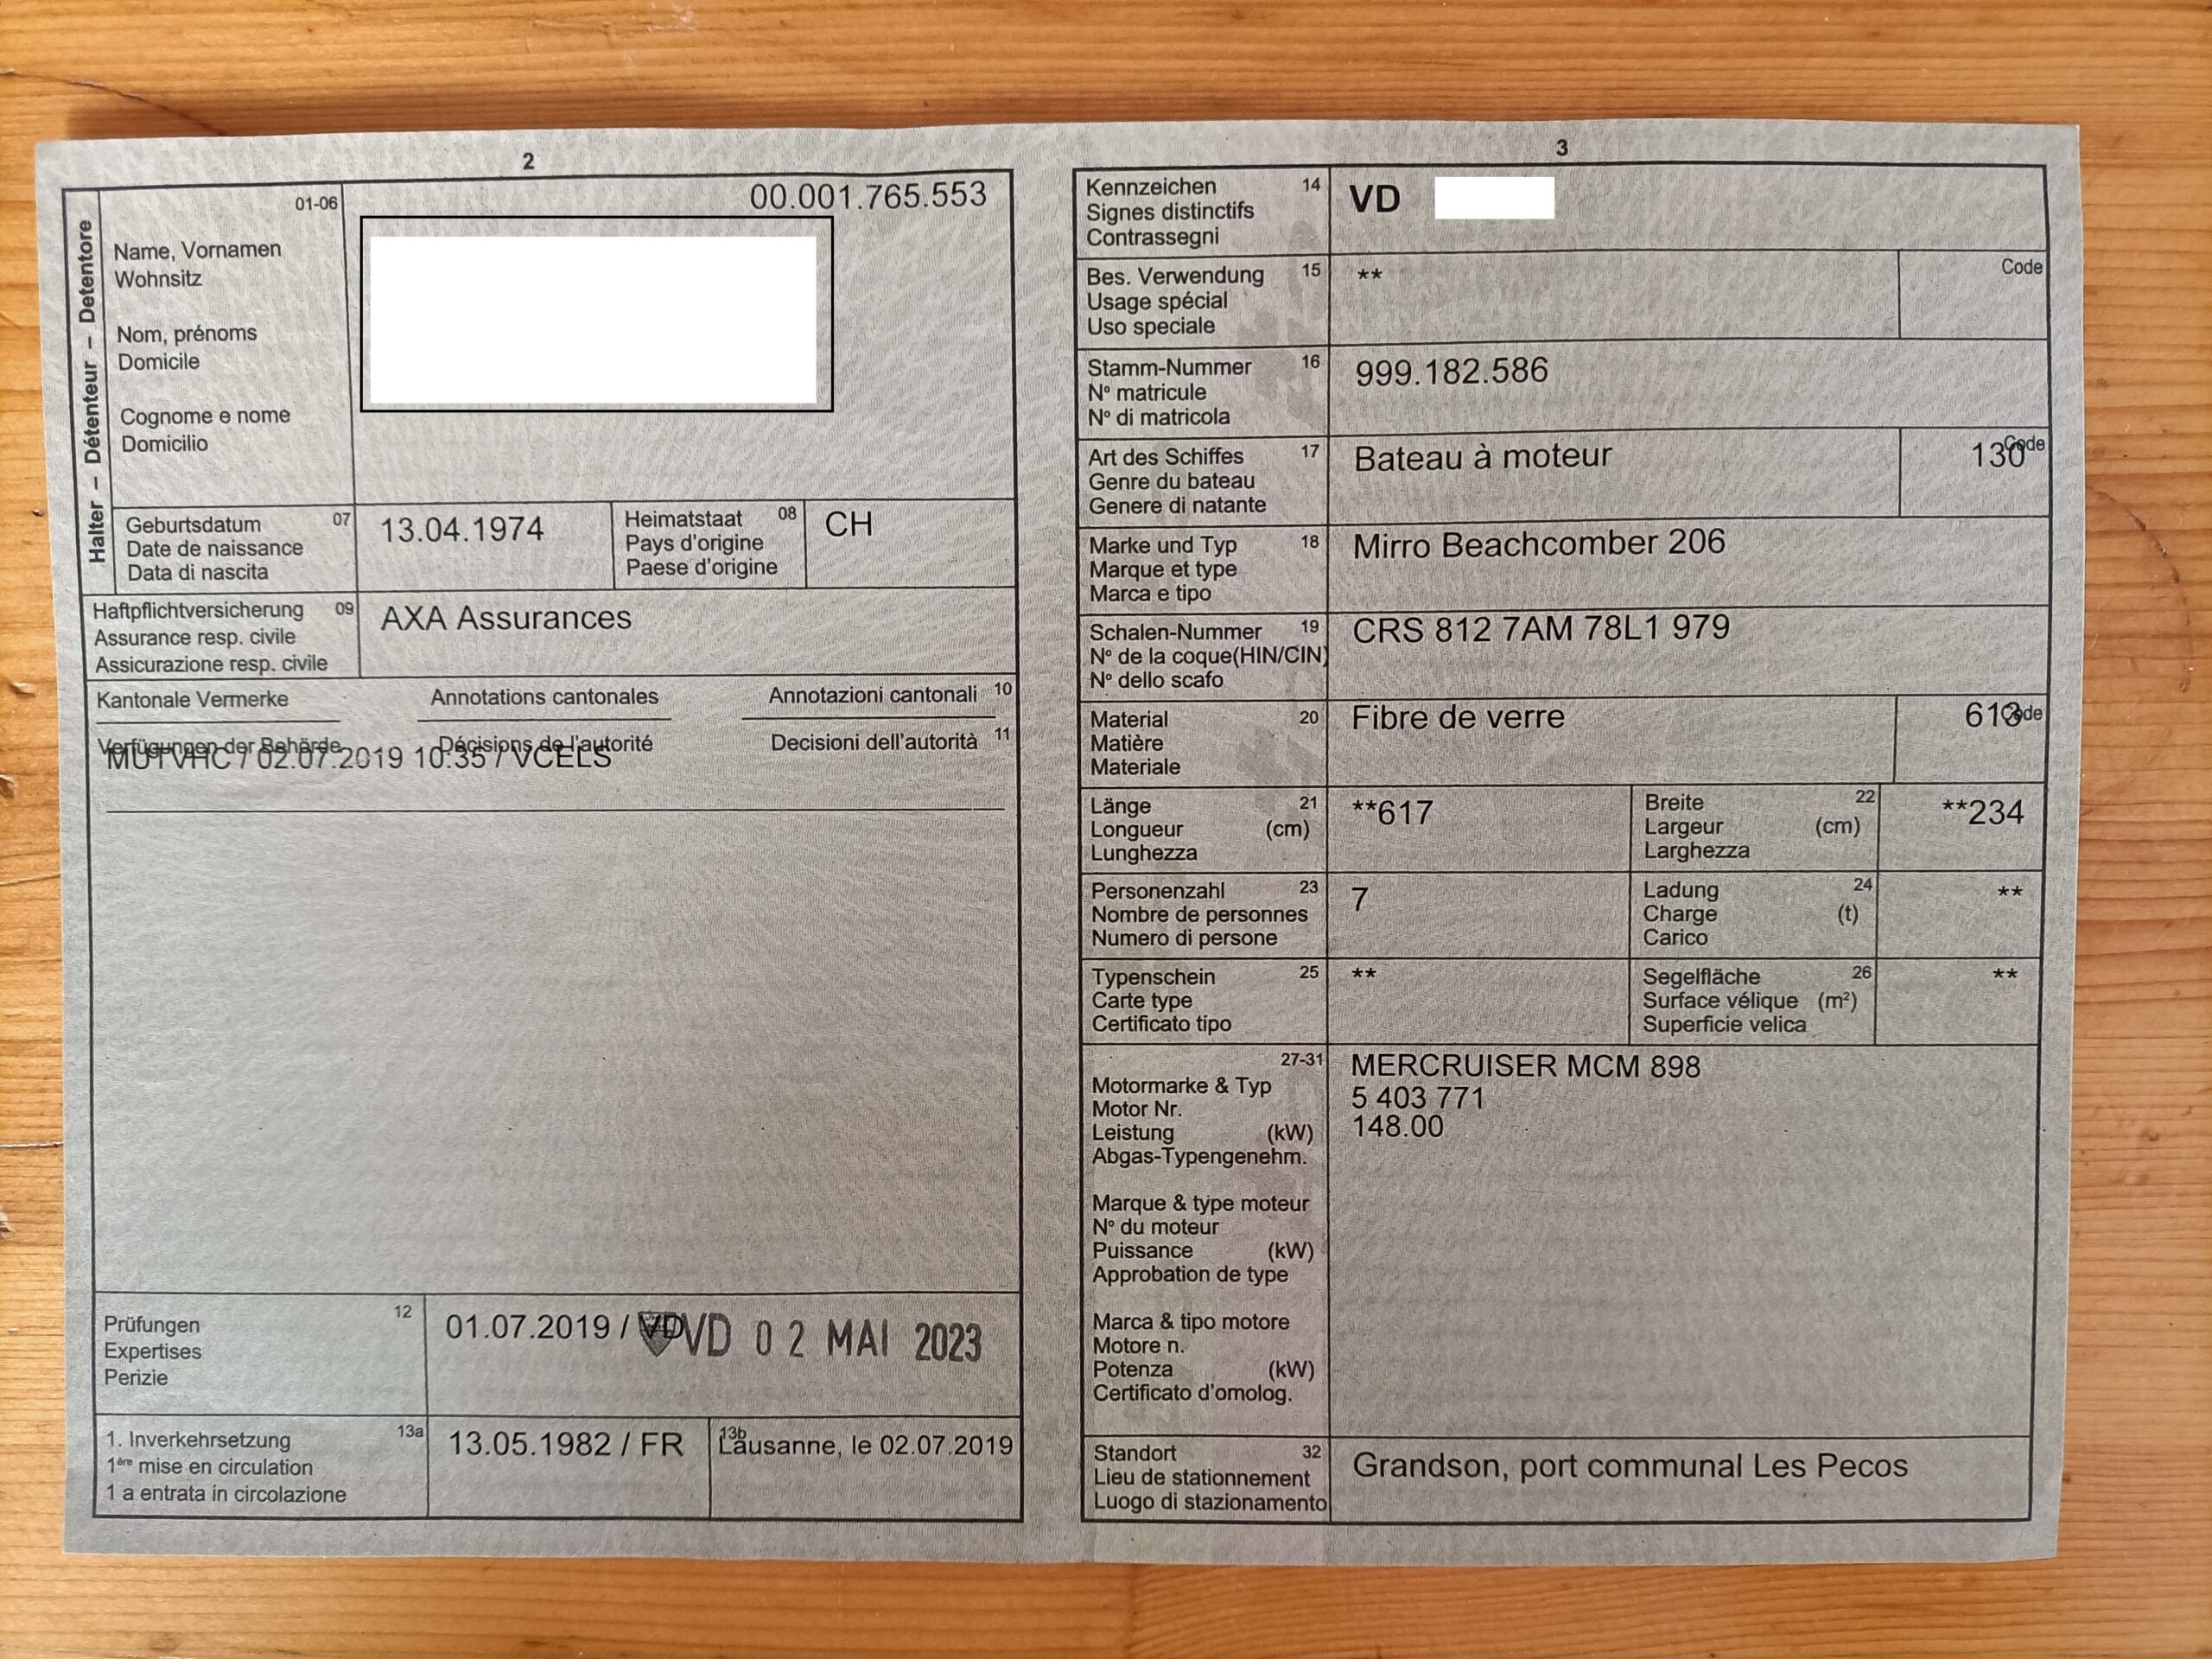 2
Halter – Détenteur – Detentore
01-06
00.001.765.553
Name, Vornamen
Wohnsitz
Nom, prénoms
Domicile
Cognome e nome
Domicilio
Geburtsdatum 07
Date de naissance
Data di nascita
13.04.1974
Heimatstaat 08
Pays d'origine
Paese d'origine
CH
Haftpflichtversicherung 09
Assurance resp. civile
Assicurazione resp. civile
AXA Assurances
Kantonale Vermerke Annotations cantonales Annotazioni cantonali 10
Verfügungen der Behörde Décisions de l'autorité Decisioni dell'autorità 11
MUTVHC / 02.07.2019 10:35 / VCELS
Prüfungen 12
Expertises
Perizie
01.07.2019 / VD VD 02 MAI 2023
1. Inverkehrsetzung 13a
1ère mise en circulation
1 a entrata in circolazione
13.05.1982 / FR
13b
Lausanne, le 02.07.2019
3
Kennzeichen 14
Signes distinctifs
Contrassegni
VD
Bes. Verwendung 15
Usage spécial
Uso speciale
**
Code
Stamm-Nummer 16
Nº matricule
Nº di matricola
999.182.586
Art des Schiffes 17
Genre du bateau
Genere di natante
Bateau à moteur
Code
130
Marke und Typ 18
Marque et type
Marca e tipo
Mirro Beachcomber 206
Schalen-Nummer 19
Nº de la coque(HIN/CIN)
Nº dello scafo
CRS 812 7AM 78L1 979
Material 20
Matière
Materiale
Fibre de verre
Code
613
Länge 21
Longueur (cm)
Lunghezza
**617
Breite 22
Largeur (cm)
Larghezza
**234
Personenzahl 23
Nombre de personnes
Numero di persone
7
Ladung 24
Charge (t)
Carico
**
Typenschein 25
Carte type
Certificato tipo
**
Segelfläche 26
Surface vélique (m²)
Superficie velica
**
27-31
Motormarke & Typ
Motor Nr.
Leistung (kW)
Abgas-Typengenehm.
Marque & type moteur
Nº du moteur
Puissance (kW)
Approbation de type
Marca & tipo motore
Motore n.
Potenza (kW)
Certificato d'omolog.
MERCRUISER MCM 898
5 403 771
148.00
Standort 32
Lieu de stationnement
Luogo di stazionamento
Grandson, port communal Les Pecos